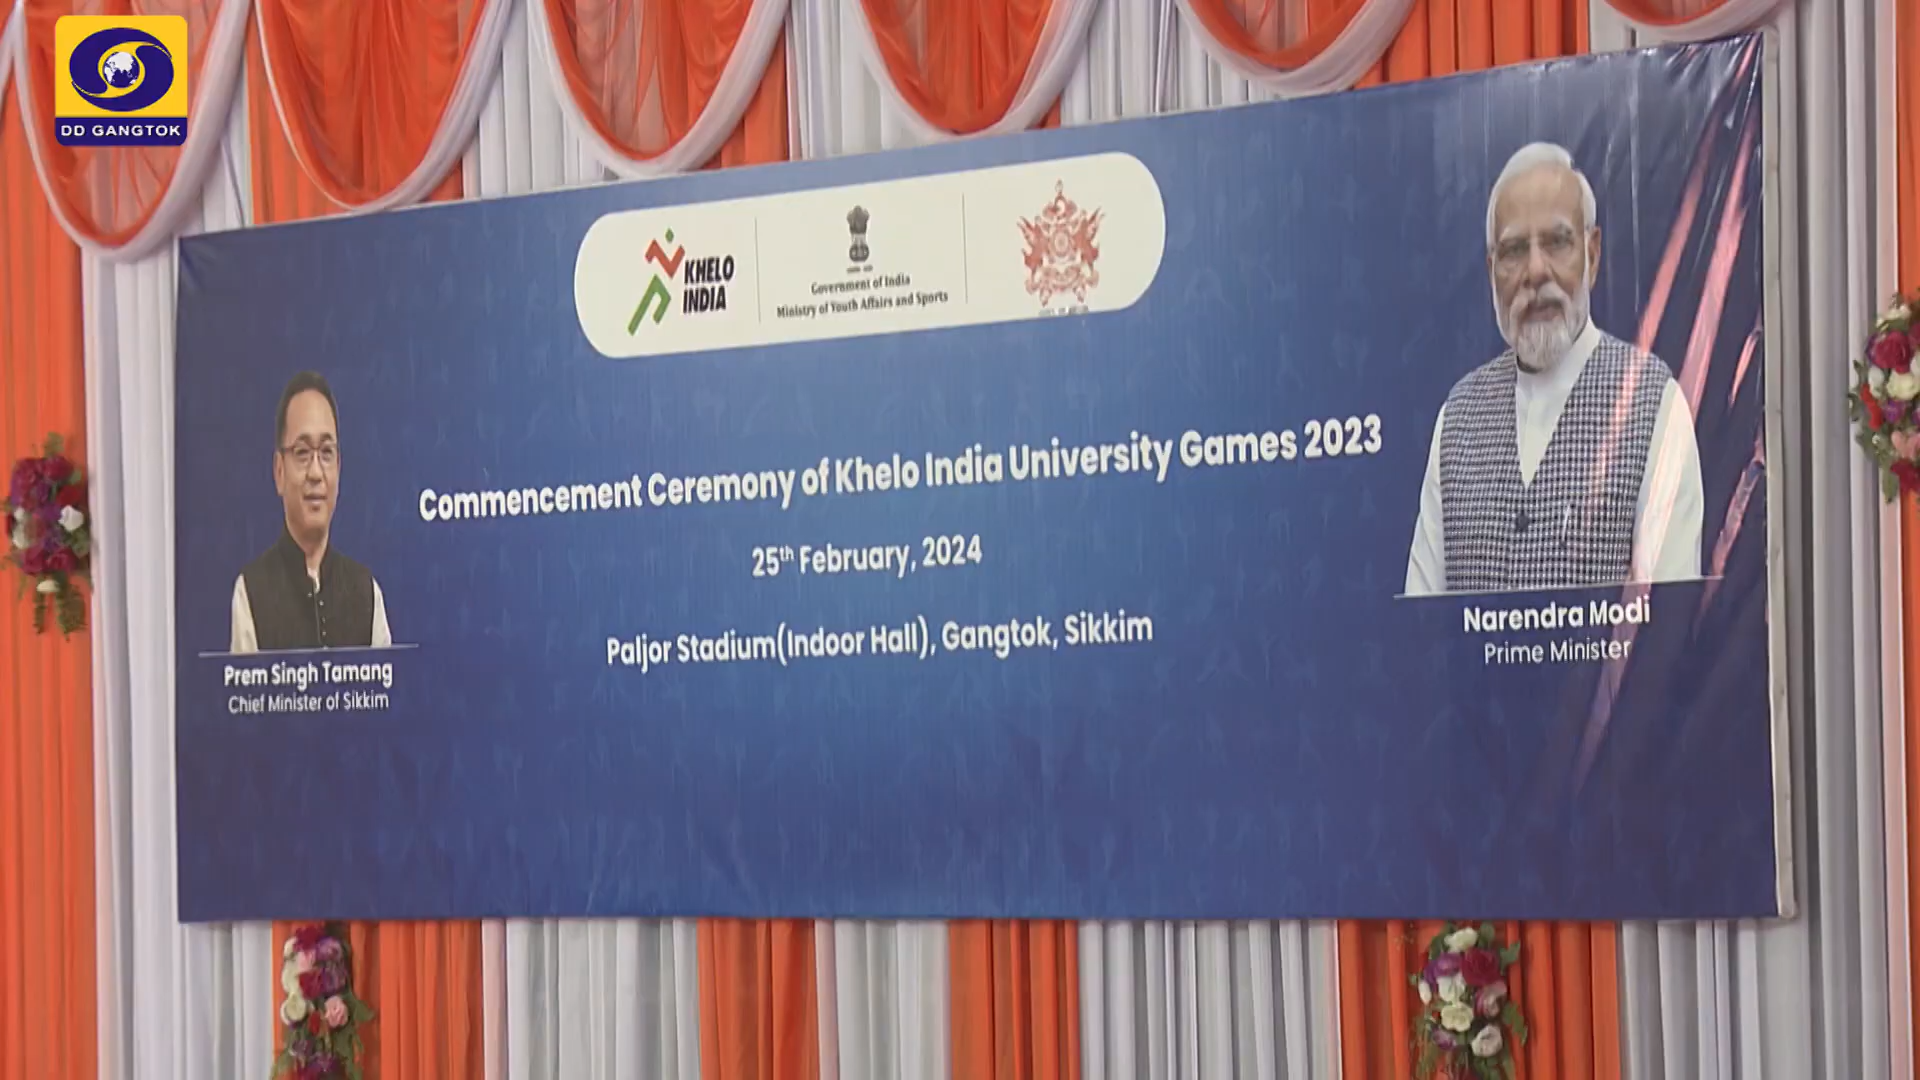 DD GANGTOK
KHELO
INDIA
Government of India
Ministry of Youth Affairs and Sports
Commencement Ceremony of Khelo India University Games 2023
25th February, 2024
Paljor Stadium(Indoor Hall), Gangtok, Sikkim
Prem Singh Tamang
Chief Minister of Sikkim
Narendra Modi
Prime Minister